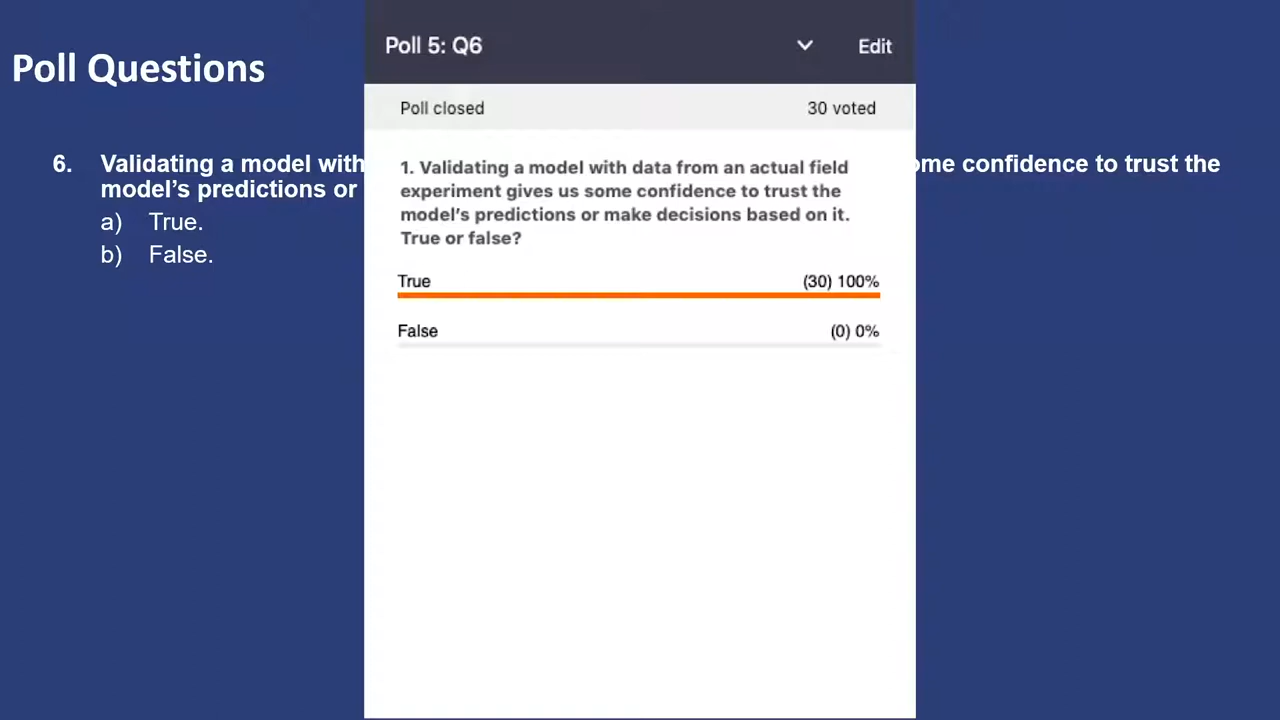 Poll Questions
Poll 5: Q6
Edit
Poll closed
30 voted
6. Validating a model with
ome confidence to trust the
model’s predictions or
a) True.
b) False.
1. Validating a model with data from an actual field
experiment gives us some confidence to trust the
model’s predictions or make decisions based on it.
True or false?
True (30) 100%
False (0) 0%